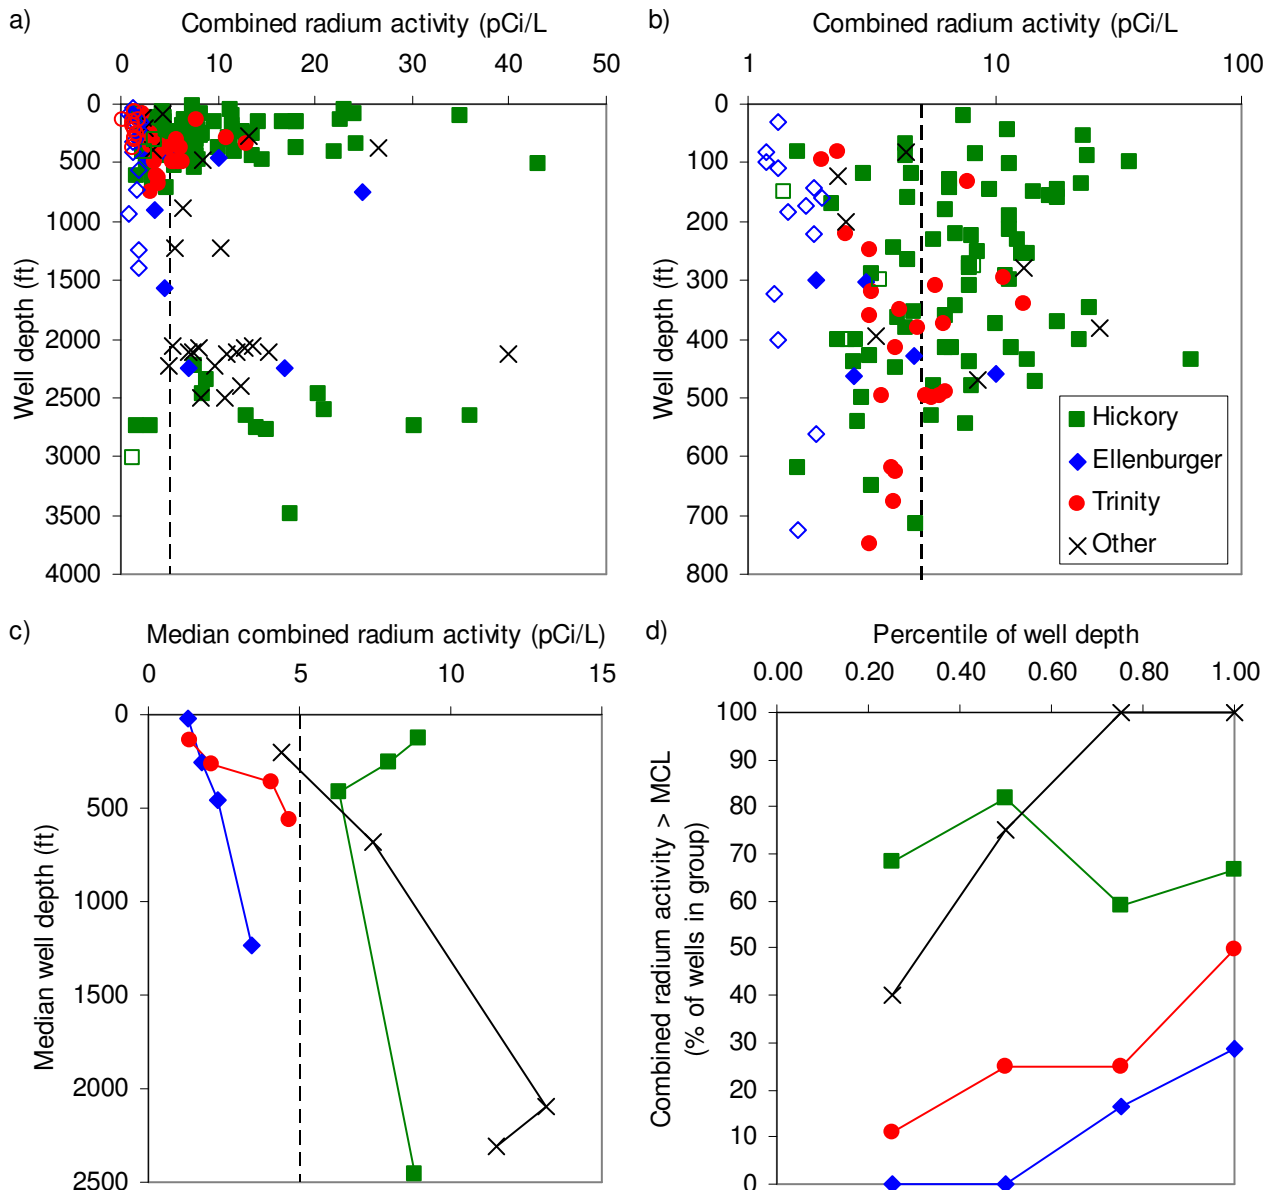 a)
Combined radium activity (pCi/L
0 10 20 30 40 50
0
500
1000
1500
2000
2500
3000
3500
4000
Well depth (ft)
b)
Combined radium activity (pCi/L
1 10 100
0
100
200
300
400
500
600
700
800
Well depth (ft)
Hickory
Ellenburger
Trinity
Other
c)
Median combined radium activity (pCi/L)
0 5 10 15
0
500
1000
1500
2000
2500
Median well depth (ft)
d)
Percentile of well depth
0.00 0.20 0.40 0.60 0.80 1.00
100
90
80
70
60
50
40
30
20
10
0
Combined radium activity > MCL
(% of wells in group)